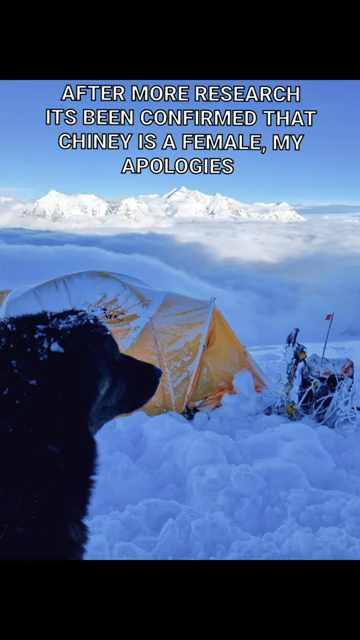 AFTER MORE RESEARCH
ITS BEEN CONFIRMED THAT
CHINEY IS A FEMALE, MY
APOLOGIES